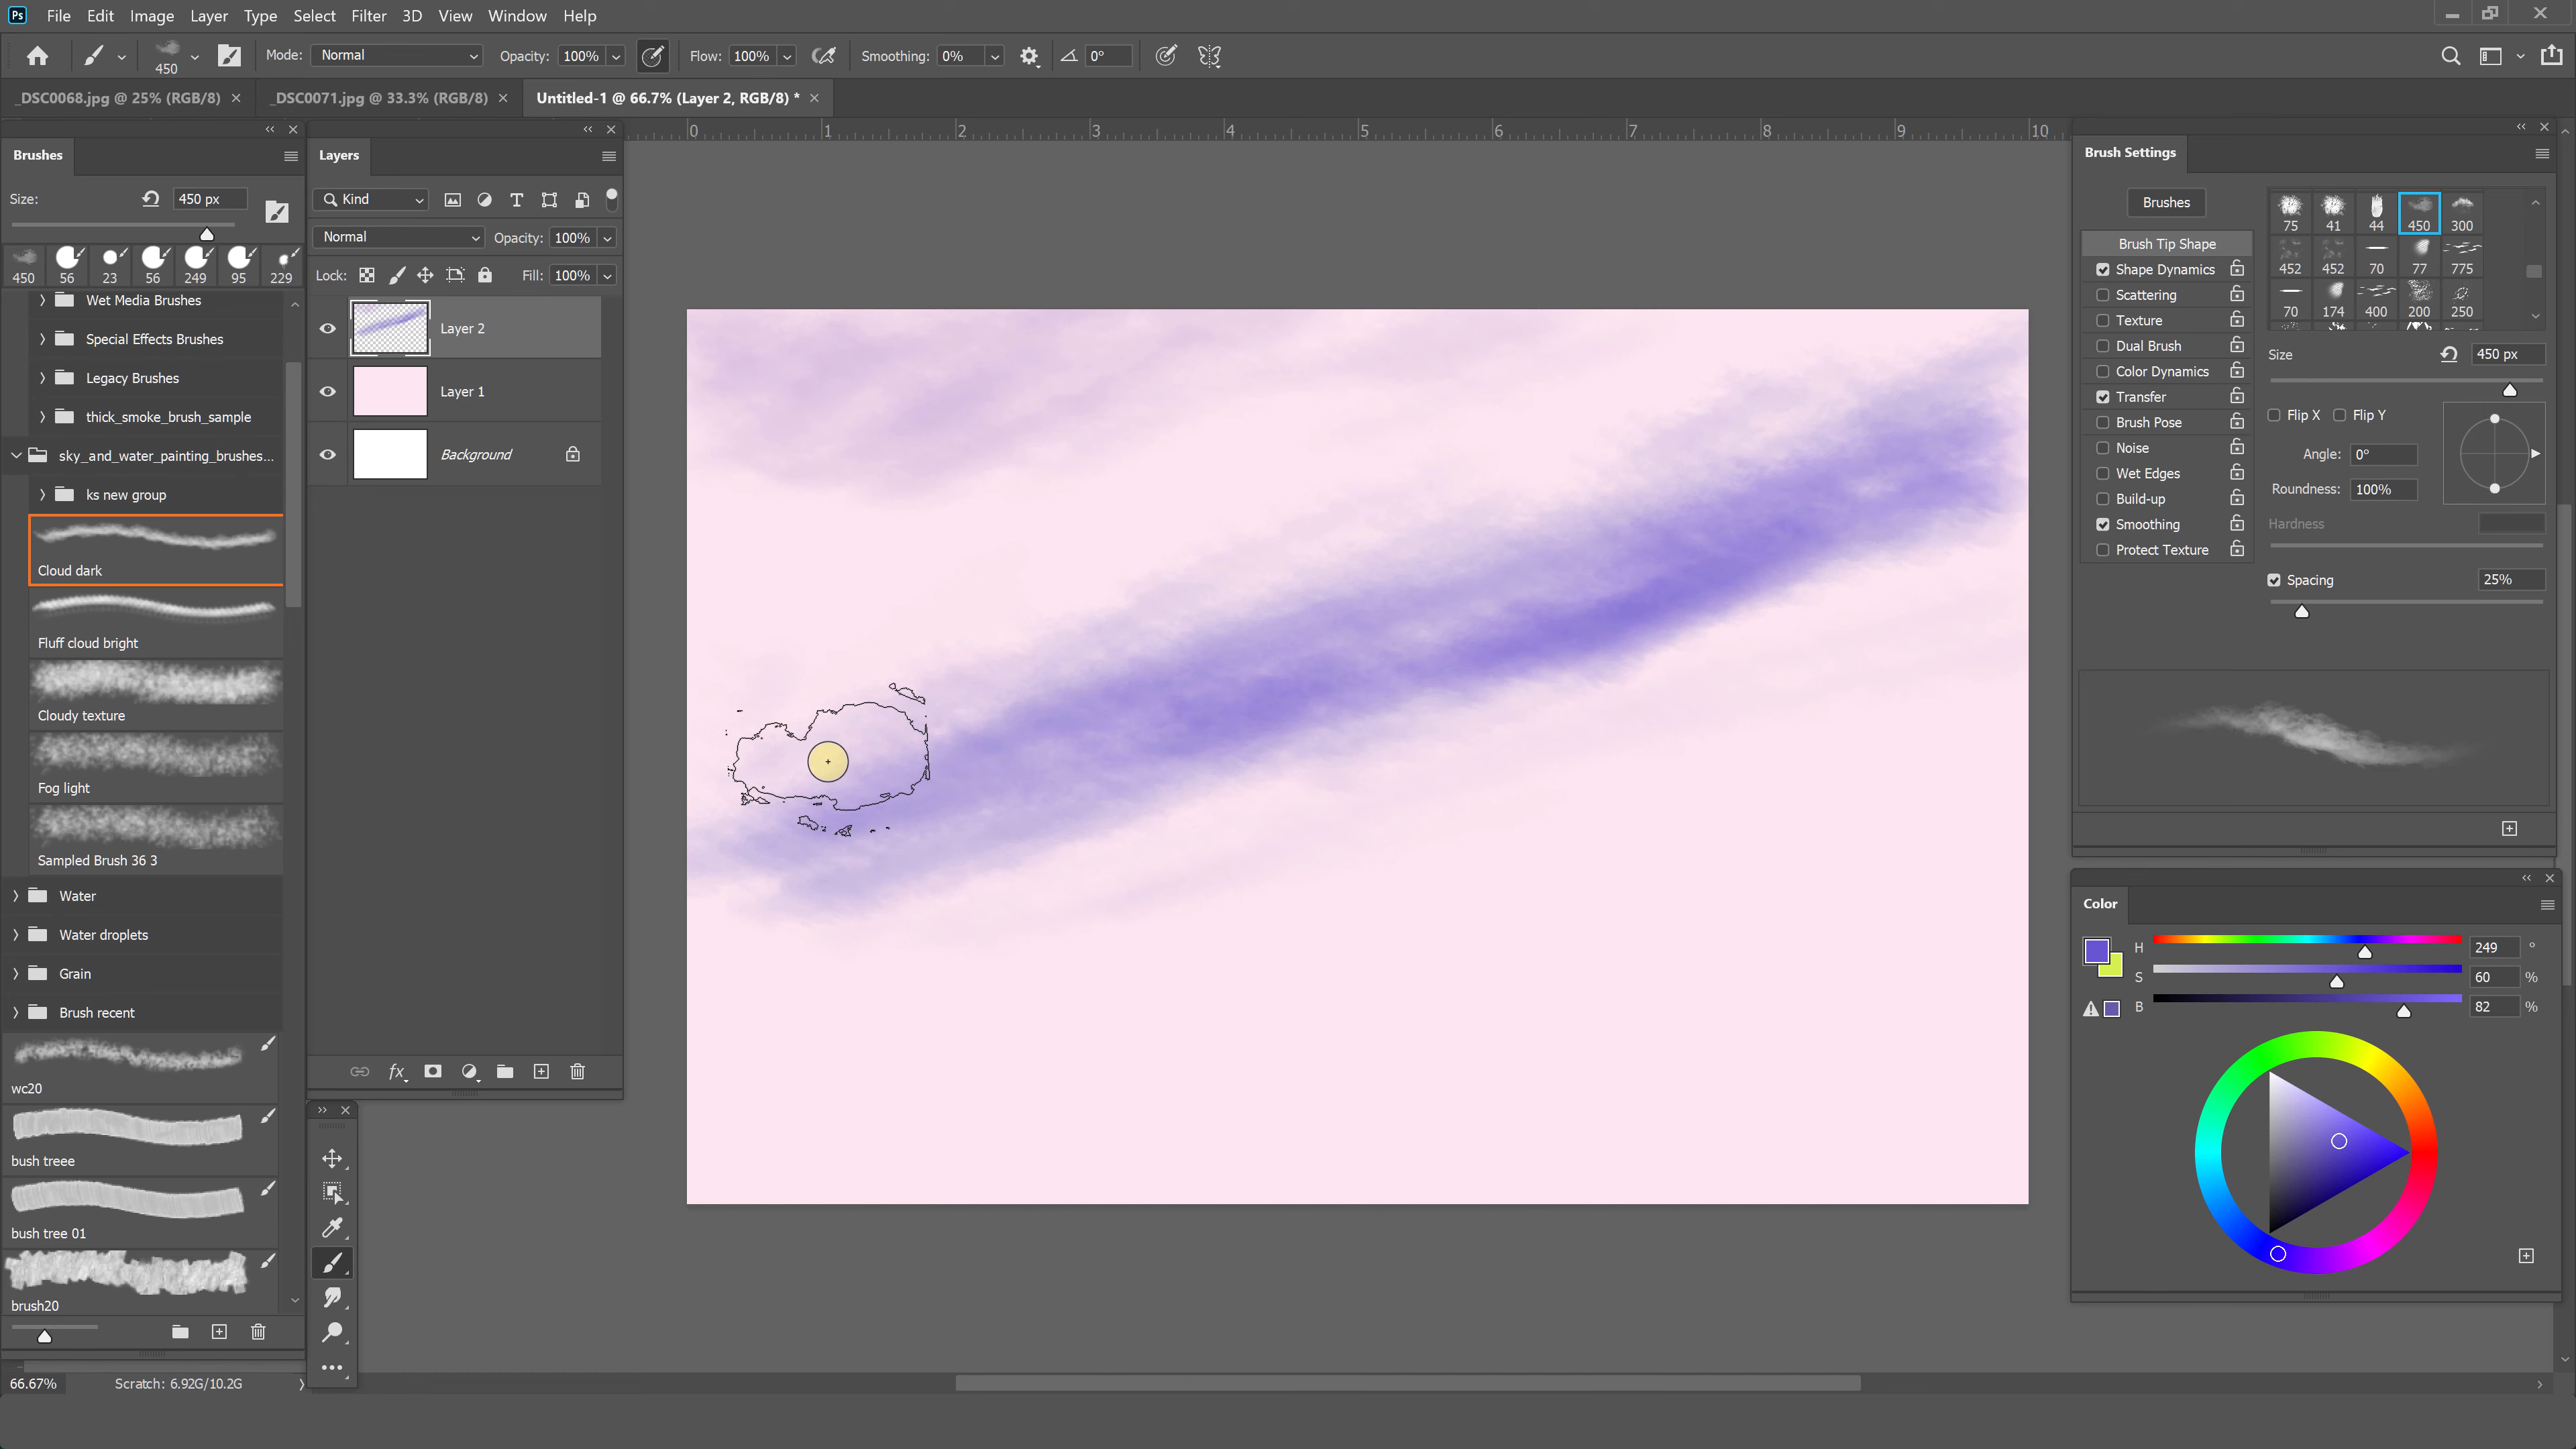 Ps File Edit Image Layer Type Select Filter 3D View Window Help
450 Mode: Normal Opacity: 100% Flow: 100% Smoothing: 0% 0°
_DSC0068.jpg @ 25% (RGB/8) _DSC0071.jpg @ 33.3% (RGB/8) Untitled-1 @ 66.7% (Layer 2, RGB/8) *
Brushes
Size: 450 px
450 56 23 56 249 95 229
Wet Media Brushes
Special Effects Brushes
Legacy Brushes
thick_smoke_brush_sample
sky_and_water_painting_brushes...
ks new group
Cloud dark
Fluff cloud bright
Cloudy texture
Fog light
Sampled Brush 36 3
Water
Water droplets
Grain
Brush recent
wc20
bush treee
bush tree 01
brush20
66.67% Scratch: 6.92G/10.2G
Layers
Kind
Normal Opacity: 100%
Lock: Fill: 100%
Layer 2
Layer 1
Background
fx
0 1 2 3 4 5 6 7 8 9 10
Brush Settings
Brushes
Brush Tip Shape
Shape Dynamics
Scattering
Texture
Dual Brush
Color Dynamics
Transfer
Brush Pose
Noise
Wet Edges
Build-up
Smoothing
Protect Texture
75 41 44 450 300
452 452 70 77 775
70 174 400 200 250
Size 450 px
Flip X Flip Y
Angle: 0°
Roundness: 100%
Hardness
Spacing 25%
Color
H 249 °
S 60 %
B 82 %